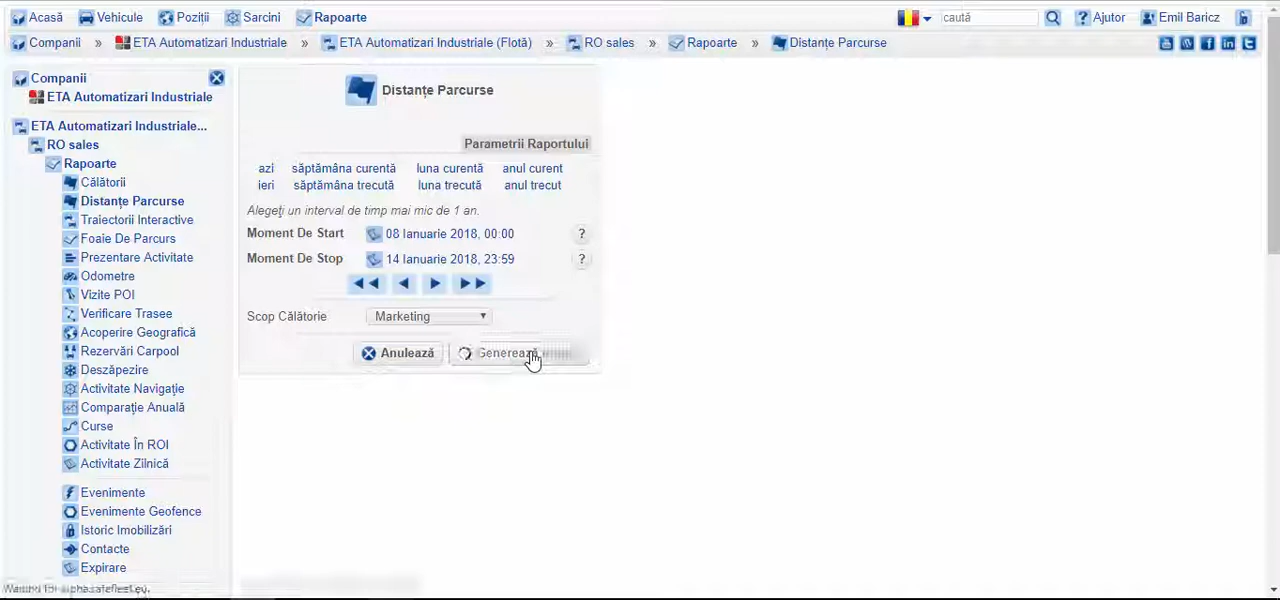 Acasă Vehicule Poziții Sarcini Rapoarte caută Ajutor Emil Baricz
Companii » ETA Automatizari Industriale » ETA Automatizari Industriale (Flotă) » RO sales » Rapoarte » Distanțe Parcurse
Companii
ETA Automatizari Industriale
ETA Automatizari Industriale...
RO sales
Rapoarte
Călătorii
Distanțe Parcurse
Traiectorii Interactive
Foaie De Parcurs
Prezentare Activitate
Odometre
Vizite POI
Verificare Trasee
Acoperire Geografică
Rezervări Carpool
Deszăpezire
Activitate Navigație
Comparație Anuală
Curse
Activitate În ROI
Activitate Zilnică
Evenimente
Evenimente Geofence
Istoric Imobilizări
Contacte
Expirare
Distanțe Parcurse
Parametrii Raportului
azi săptămâna curentă luna curentă anul curent
ieri săptămâna trecută luna trecută anul trecut
Alegeți un interval de timp mai mic de 1 an.
Moment De Start 08 Ianuarie 2018, 00:00 ?
Moment De Stop 14 Ianuarie 2018, 23:59 ?
Scop Călătorie Marketing
Anulează Generează